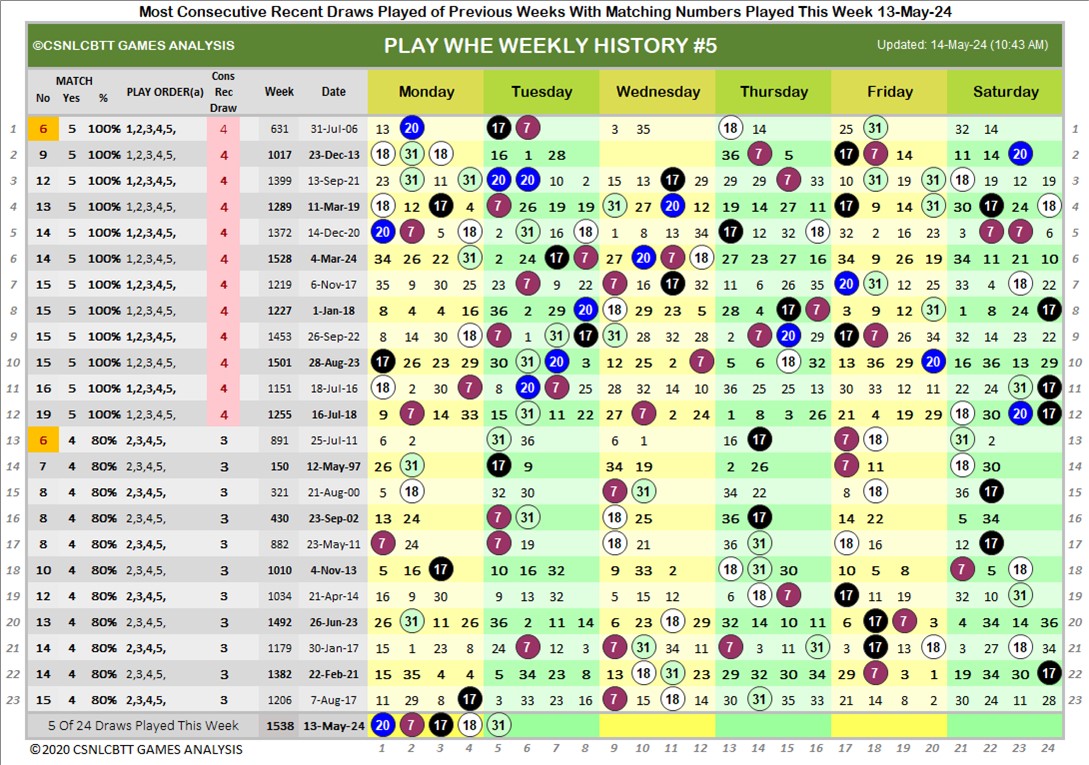 Most Consecutive Recent Draws Played of Previous Weeks With Matching Numbers Played This Week 13-May-24
©CSNLCBTT GAMES ANALYSIS PLAY WHE WEEKLY HISTORY #5 Updated: 14-May-24 (10:43 AM)
MATCH Cons
No Yes % PLAY ORDER(a) Rec Week Date Monday Tuesday Wednesday Thursday Friday Saturday
Draw
1 6 5 100% 1,2,3,4,5, 4 631 31-Jul-06 13 20 17 7 3 35 18 14 25 31 32 14 1
2 9 5 100% 1,2,3,4,5, 4 1017 23-Dec-13 18 31 18 16 1 28 36 7 5 17 7 14 11 14 20 2
3 12 5 100% 1,2,3,4,5, 4 1399 13-Sep-21 23 31 11 31 20 20 10 2 15 13 17 29 29 29 7 33 10 31 19 31 18 19 12 19 3
4 13 5 100% 1,2,3,4,5, 4 1289 11-Mar-19 18 12 17 4 7 26 19 19 31 27 20 12 19 14 27 11 17 9 14 31 30 17 24 18 4
5 14 5 100% 1,2,3,4,5, 4 1372 14-Dec-20 20 7 5 18 2 31 16 18 1 8 13 34 17 12 32 18 32 2 16 23 3 7 7 6 5
6 14 5 100% 1,2,3,4,5, 4 1528 4-Mar-24 34 26 22 31 2 24 17 7 27 20 7 18 27 23 27 16 34 9 26 19 34 11 21 10 6
7 15 5 100% 1,2,3,4,5, 4 1219 6-Nov-17 35 9 30 25 23 7 9 22 7 16 17 32 11 6 26 35 20 31 12 25 33 4 18 22 7
8 15 5 100% 1,2,3,4,5, 4 1227 1-Jan-18 8 4 4 16 36 2 29 20 18 29 23 5 28 4 17 7 3 9 12 31 1 8 24 17 8
9 15 5 100% 1,2,3,4,5, 4 1453 26-Sep-22 8 14 30 18 7 1 31 17 31 28 32 28 2 7 20 29 17 7 26 34 32 14 23 22 9
10 15 5 100% 1,2,3,4,5, 4 1501 28-Aug-23 17 26 23 29 30 31 20 3 12 25 2 7 5 6 18 32 13 36 29 20 16 36 13 29 10
11 16 5 100% 1,2,3,4,5, 4 1151 18-Jul-16 18 2 30 7 8 20 7 25 28 32 14 10 36 25 25 13 30 33 12 11 22 24 31 17 11
12 19 5 100% 1,2,3,4,5, 4 1255 16-Jul-18 9 7 14 33 15 31 11 22 27 7 2 24 1 8 3 26 21 4 19 29 18 30 20 17 12
13 6 4 80% 2,3,4,5, 3 891 25-Jul-11 6 2 31 36 6 1 16 17 7 18 31 2 13
14 7 4 80% 2,3,4,5, 3 150 12-May-97 26 31 17 9 34 19 2 26 7 11 18 30 14
15 8 4 80% 2,3,4,5, 3 321 21-Aug-00 5 18 32 30 7 31 34 22 8 18 36 17 15
16 8 4 80% 2,3,4,5, 3 430 23-Sep-02 13 24 7 31 18 25 36 17 14 22 5 34 16
17 8 4 80% 2,3,4,5, 3 882 23-May-11 7 24 7 19 18 21 36 31 18 16 12 17 17
18 10 4 80% 2,3,4,5, 3 1010 4-Nov-13 5 16 17 10 16 32 9 33 2 18 31 30 10 5 8 7 5 18 18
19 12 4 80% 2,3,4,5, 3 1034 21-Apr-14 16 9 30 9 13 32 5 15 12 6 18 7 17 11 19 32 10 31 19
20 13 4 80% 2,3,4,5, 3 1492 26-Jun-23 26 31 11 26 36 2 11 14 6 23 18 29 32 14 10 11 6 17 7 3 4 34 14 36 20
21 14 4 80% 2,3,4,5, 3 1179 30-Jan-17 15 1 23 8 24 7 12 3 7 31 34 11 7 3 11 31 3 17 13 18 3 27 18 34 21
22 14 4 80% 2,3,4,5, 3 1382 22-Feb-21 15 35 4 4 5 34 23 8 13 18 31 23 29 32 30 34 29 7 3 1 19 34 30 17 22
23 15 4 80% 2,3,4,5, 3 1206 7-Aug-17 11 29 8 17 3 33 23 16 7 15 18 14 30 31 28 33 21 14 8 2 30 24 11 28 23
5 Of 24 Draws Played This Week 1538 13-May-24 20 7 17 18 31
© 2020 CSNLCBTT GAMES ANALYSIS 1 2 3 4 5 6 7 8 9 10 11 12 13 14 15 16 17 18 19 20 21 22 23 24